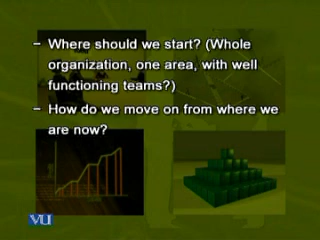 – Where should we start? (Whole
organization, one area, with well
functioning teams?)
– How do we move on from where we
are now?
VU